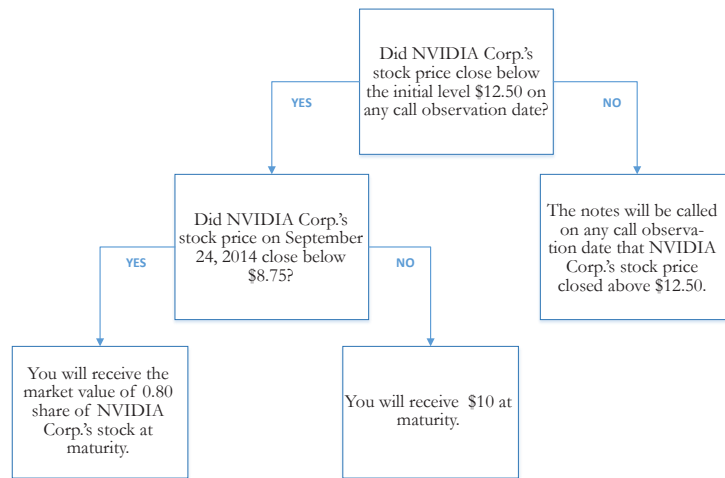 Did NVIDIA Corp.'s
stock price close below
the initial level $12.50 on
any call observation date?
YES
NO
Did NVIDIA Corp.'s
stock price on September
24, 2014 close below
$8.75?
The notes will be called
on any call observa-
tion date that NVIDIA
Corp.'s stock price
closed above $12.50.
YES
NO
You will receive the
market value of 0.80
share of NVIDIA
Corp.'s stock at
maturity.
You will receive $10 at
maturity.